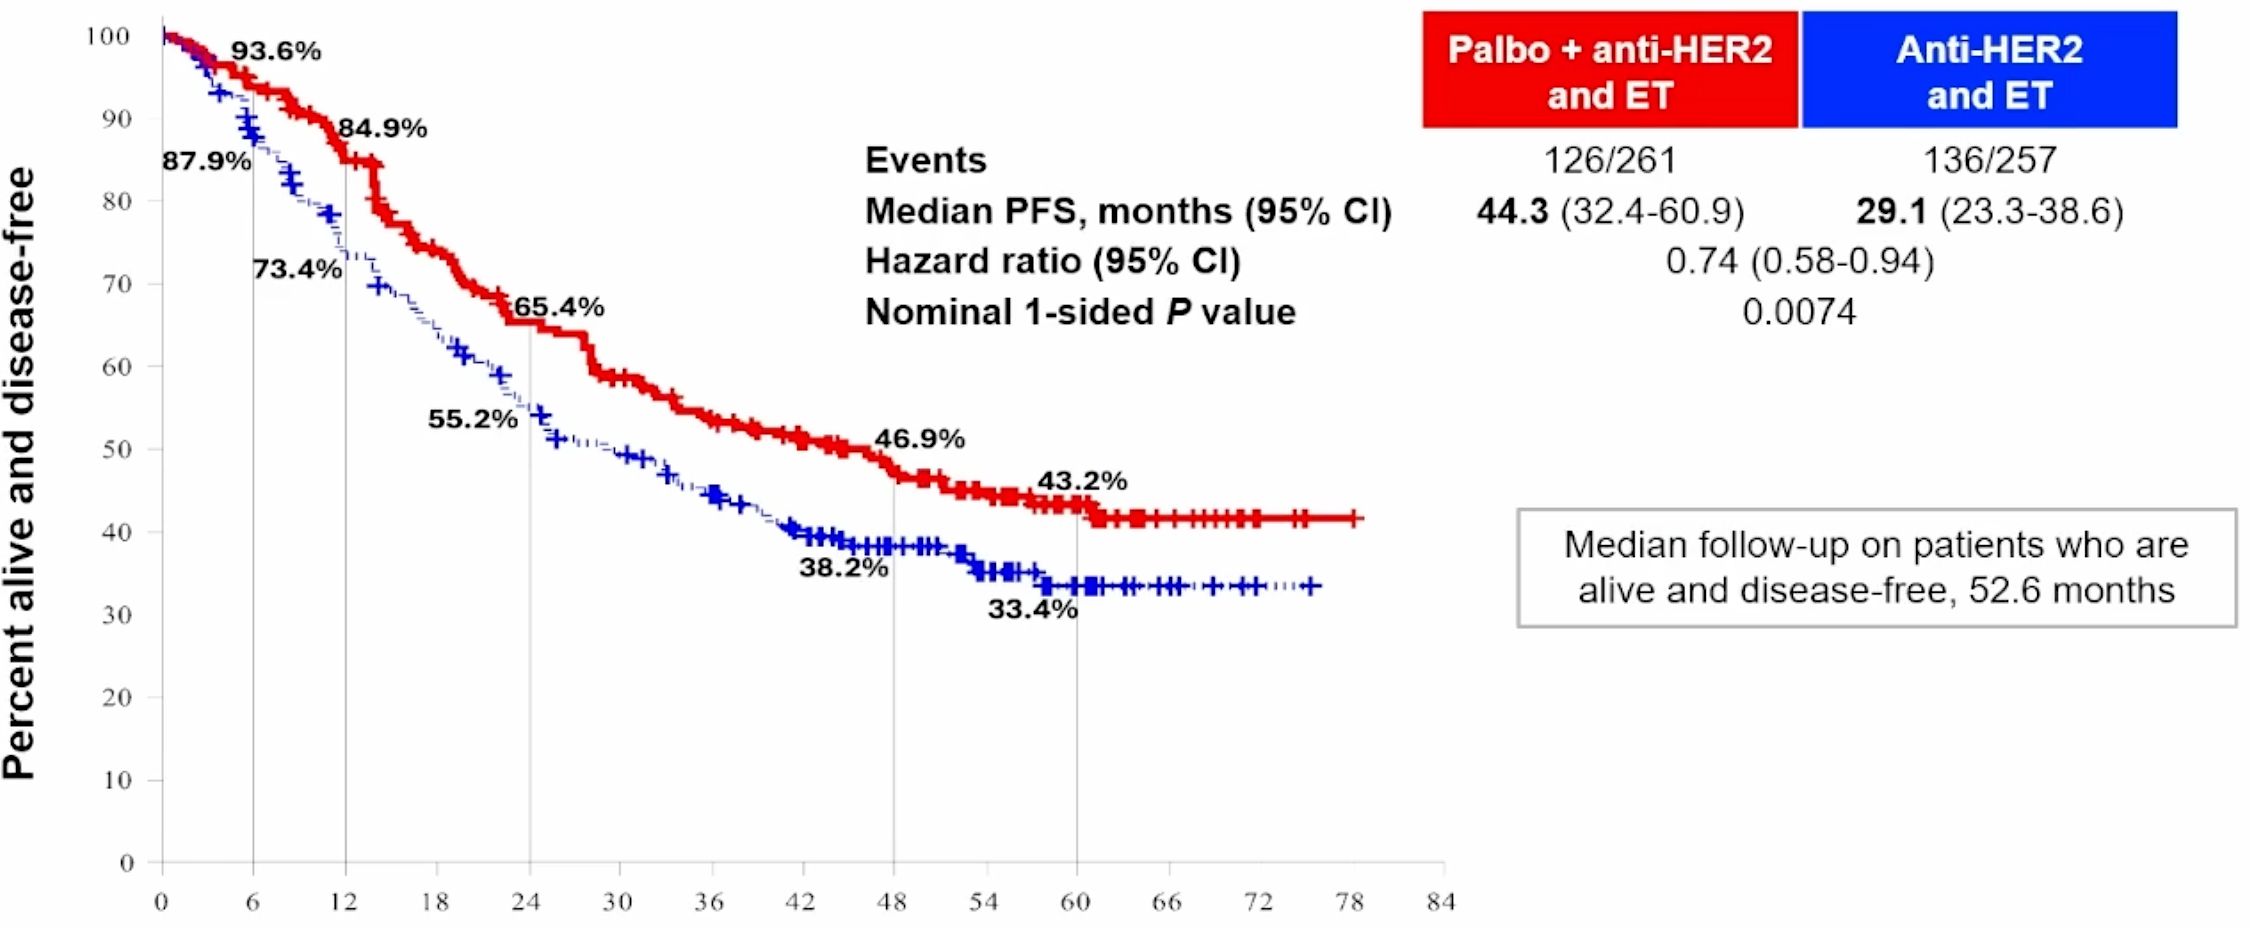 Palbo + anti-HER2
and ET
Anti-HER2
and ET
Events 126/261 136/257
Median PFS, months (95% CI) 44.3 (32.4-60.9) 29.1 (23.3-38.6)
Hazard ratio (95% CI) 0.74 (0.58-0.94)
Nominal 1-sided P value 0.0074
Percent alive and disease-free
100
90
80
70
60
50
40
30
20
10
0
93.6%
84.9%
87.9%
73.4%
65.4%
55.2%
46.9%
43.2%
38.2%
33.4%
Median follow-up on patients who are
alive and disease-free, 52.6 months
0 6 12 18 24 30 36 42 48 54 60 66 72 78 84